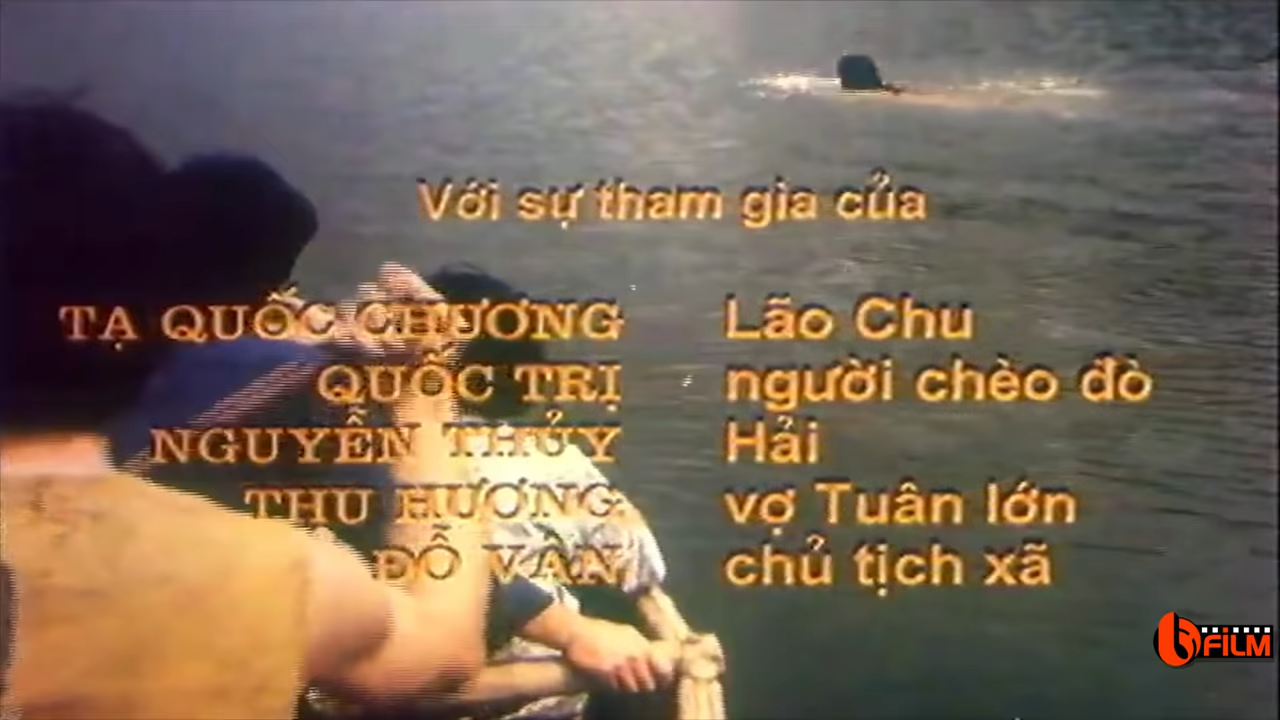 Với sự tham gia của
TẠ QUỐC CHƯƠNG Lão Chu
QUỐC TRỊ người chèo đò
NGUYỄN THỦY Hải
THU HƯƠNG vợ Tuân lớn
ĐỖ VÀN chủ tịch xã
FILM